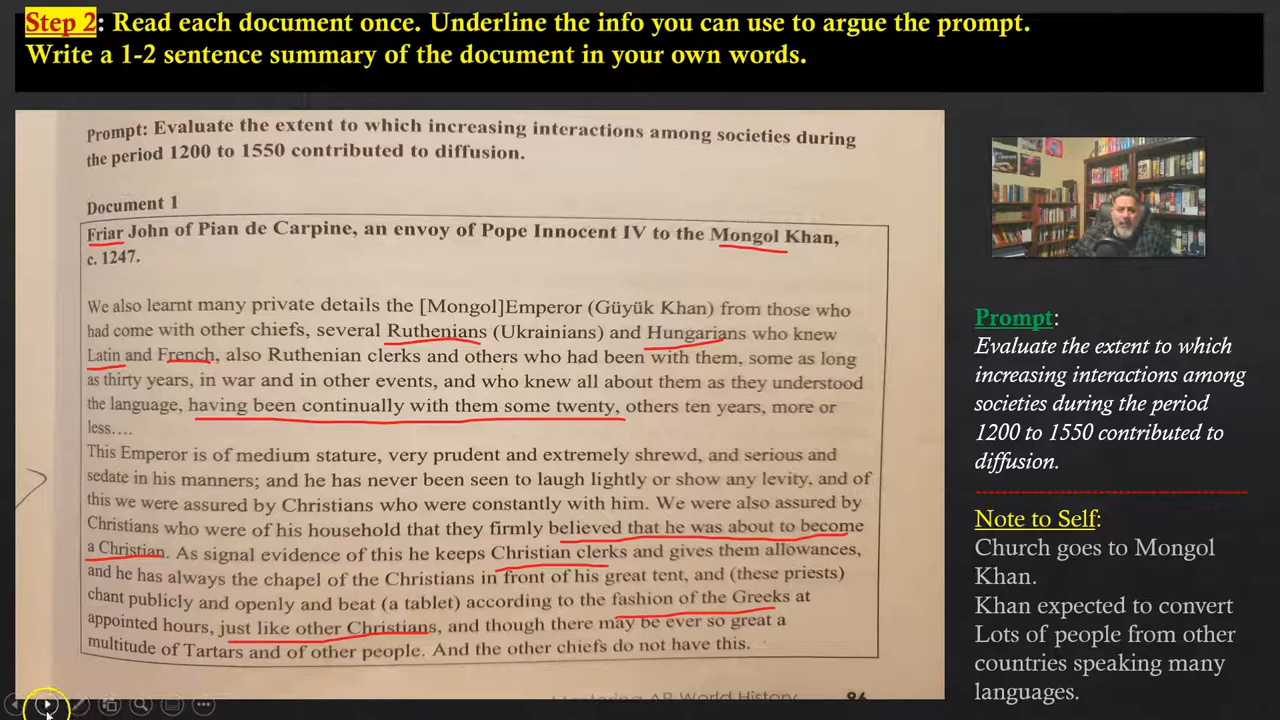 Step 2: Read each document once. Underline the info you can use to argue the prompt.
Write a 1-2 sentence summary of the document in your own words.
Prompt: Evaluate the extent to which increasing interactions among societies during
the period 1200 to 1550 contributed to diffusion.
Document 1
Friar John of Pian de Carpine, an envoy of Pope Innocent IV to the Mongol Khan,
c. 1247.
We also learnt many private details the [Mongol]Emperor (Güyük Khan) from those who
had come with other chiefs, several Ruthenians (Ukrainians) and Hungarians who knew
Latin and French, also Ruthenian clerks and others who had been with them, some as long
as thirty years, in war and in other events, and who knew all about them as they understood
the language, having been continually with them some twenty, others ten years, more or
less....
This Emperor is of medium stature, very prudent and extremely shrewd, and serious and
sedate in his manners; and he has never been seen to laugh lightly or show any levity, and of
this we were assured by Christians who were constantly with him. We were also assured by
Christians who were of his household that they firmly believed that he was about to become
a Christian. As signal evidence of this he keeps Christian clerks and gives them allowances,
and he has always the chapel of the Christians in front of his great tent, and (these priests)
chant publicly and openly and beat (a tablet) according to the fashion of the Greeks at
appointed hours, just like other Christians, and though there may be ever so great a
multitude of Tartars and of other people. And the other chiefs do not have this.
Mastering AP World History 86
Prompt:
Evaluate the extent to which
increasing interactions among
societies during the period
1200 to 1550 contributed to
diffusion.
Note to Self:
Church goes to Mongol
Khan.
Khan expected to convert
Lots of people from other
countries speaking many
languages.